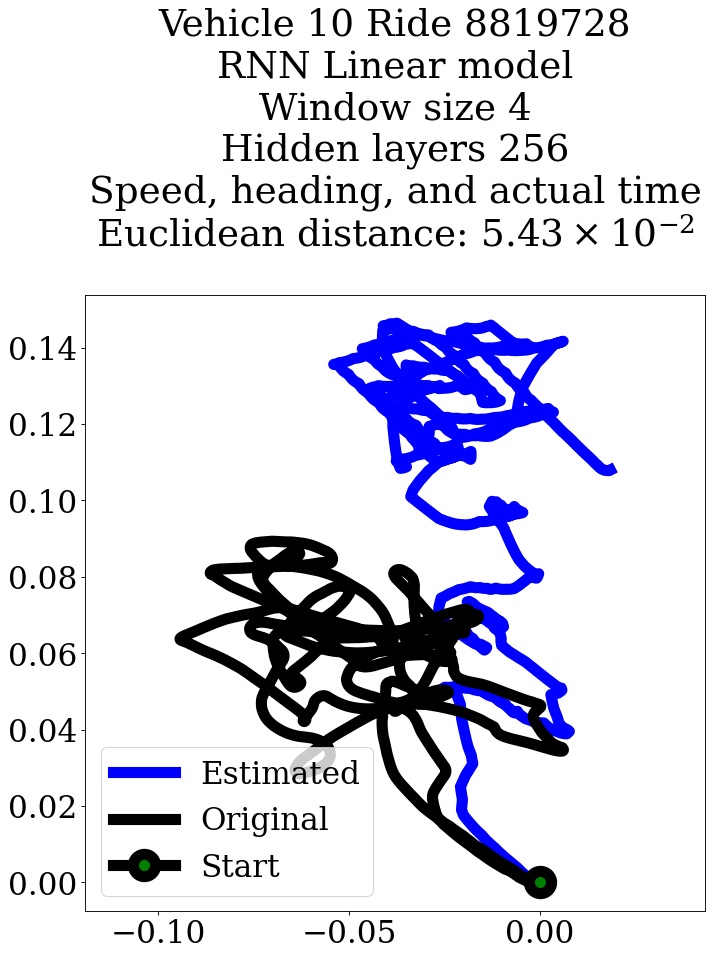 Vehicle 10 Ride 8819728
RNN Linear model
Window size 4
Hidden layers 256
Speed, heading, and actual time
Euclidean distance: 5.43 × 10⁻²
0.14
0.12
0.10
0.08
0.06
0.04
0.02
0.00
Estimated
Original
Start
−0.10 −0.05 0.00